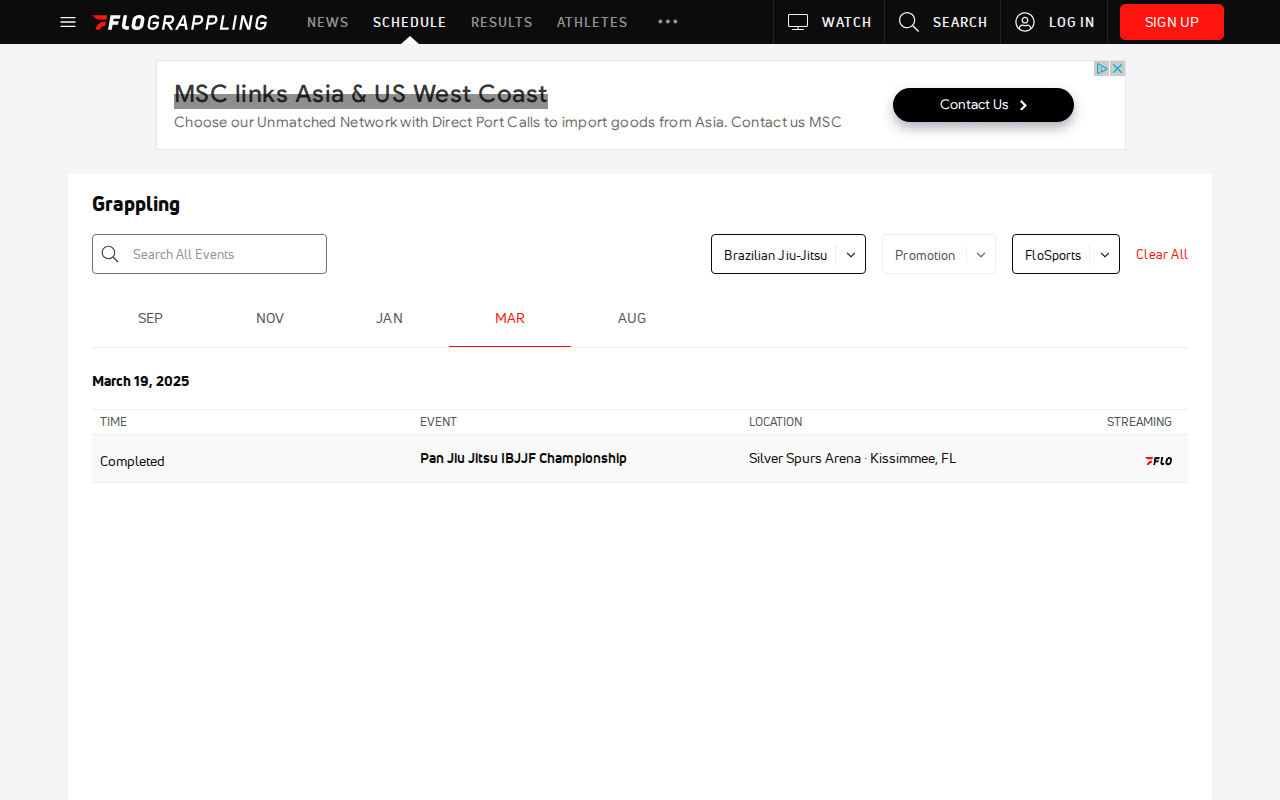 FLOGRAPPLING NEWS SCHEDULE RESULTS ATHLETES WATCH SEARCH LOG IN SIGN UP
MSC links Asia & US West Coast
Choose our Unmatched Network with Direct Port Calls to import goods from Asia. Contact us MSC
Contact Us
Grappling
Search All Events Brazilian Jiu-Jitsu Promotion FloSports Clear All
SEP NOV JAN MAR AUG
March 19, 2025
TIME EVENT LOCATION STREAMING
Completed Pan Jiu Jitsu IBJJF Championship Silver Spurs Arena · Kissimmee, FL FLO